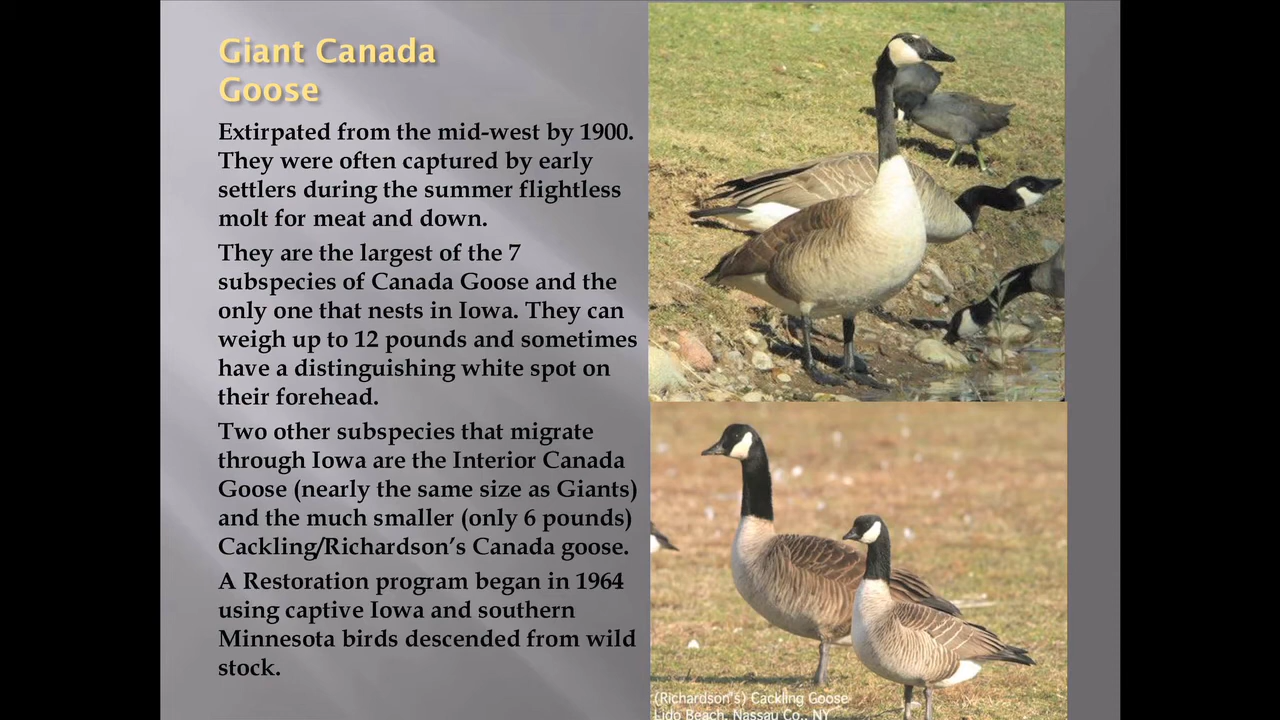 Giant Canada
Goose
Extirpated from the mid-west by 1900.
They were often captured by early
settlers during the summer flightless
molt for meat and down.
They are the largest of the 7
subspecies of Canada Goose and the
only one that nests in Iowa. They can
weigh up to 12 pounds and sometimes
have a distinguishing white spot on
their forehead.
Two other subspecies that migrate
through Iowa are the Interior Canada
Goose (nearly the same size as Giants)
and the much smaller (only 6 pounds)
Cackling/Richardson's Canada goose.
A Restoration program began in 1964
using captive Iowa and southern
Minnesota birds descended from wild
stock.
(Richardson's) Cackling Goose
Lido Beach, Nassau Co., NY